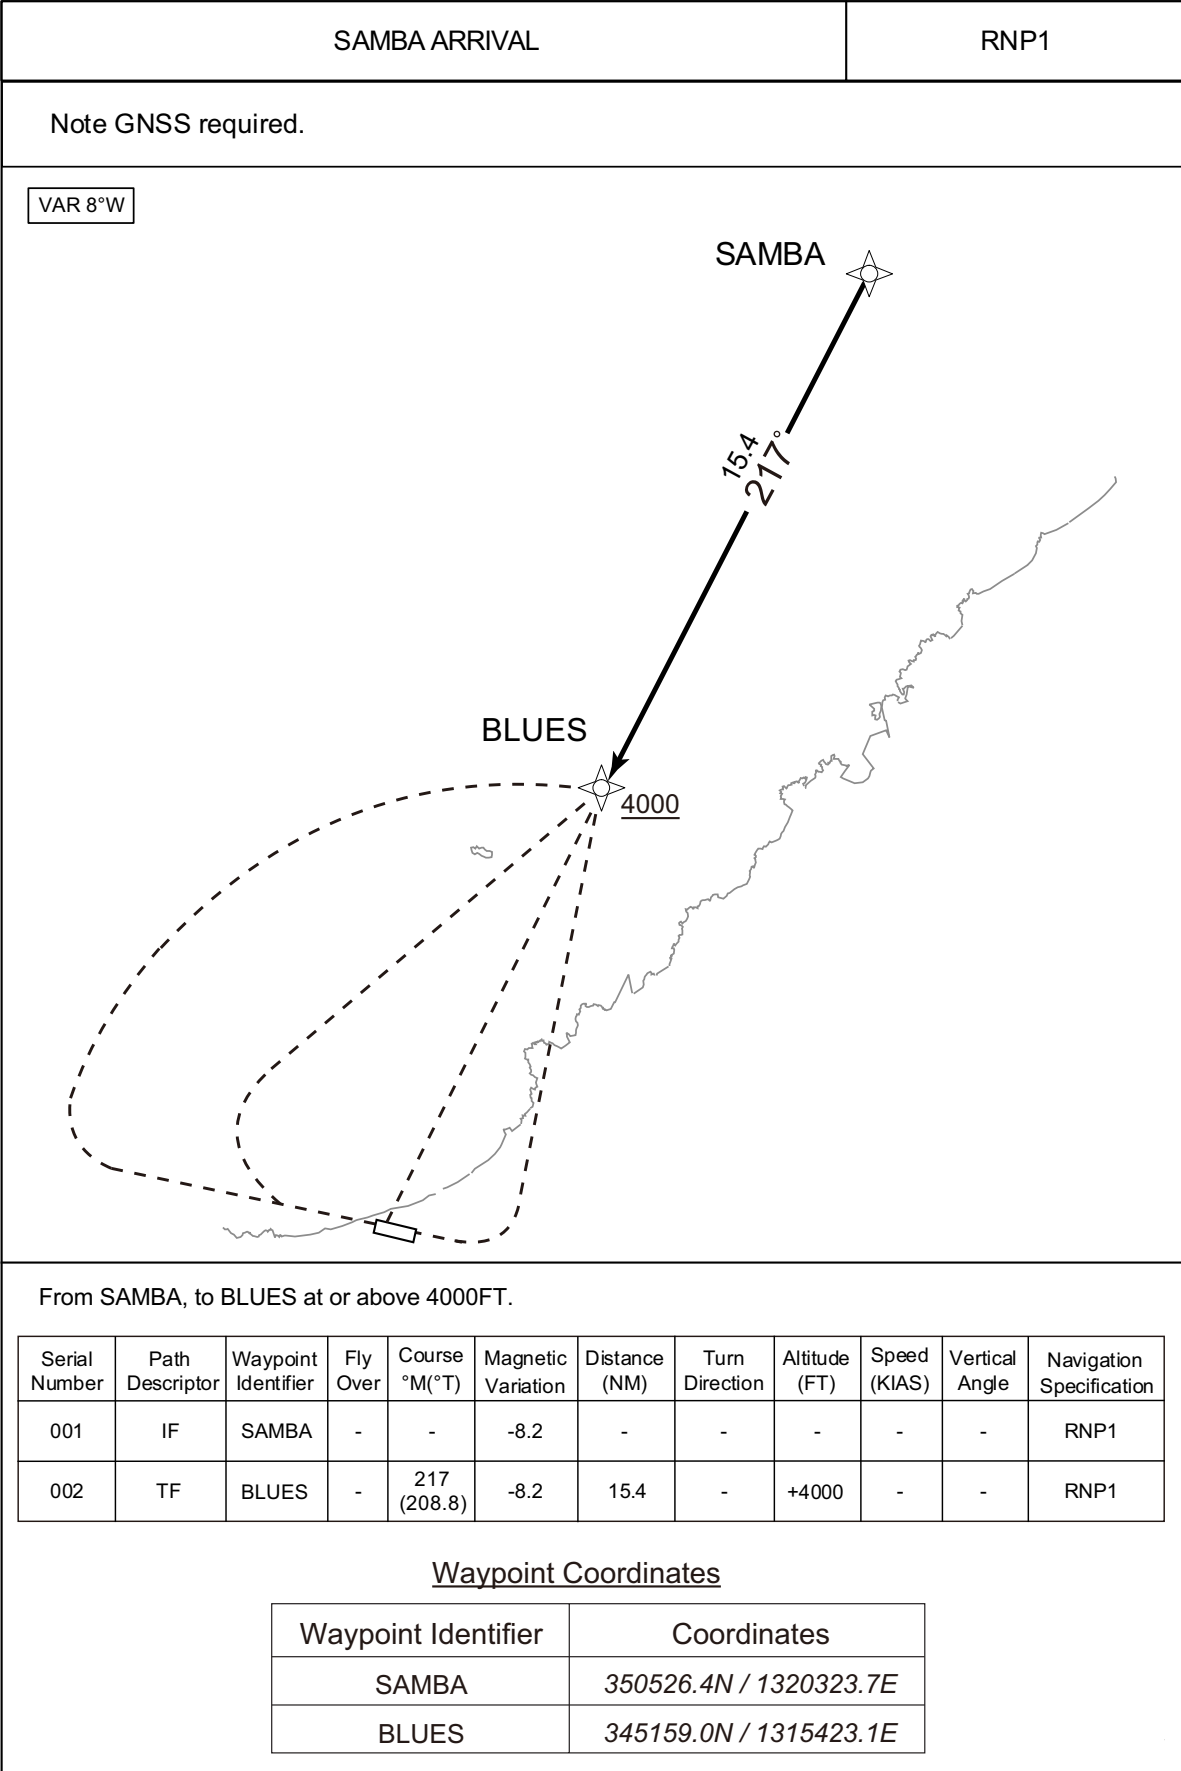 SAMBA ARRIVAL
RNP1
Note GNSS required.
VAR 8°W
SAMBA
15.4
217°
BLUES
4000
From SAMBA, to BLUES at or above 4000FT.
Serial Number Path Descriptor Waypoint Identifier Fly Over Course °M(°T) Magnetic Variation Distance (NM) Turn Direction Altitude (FT) Speed (KIAS) Vertical Angle Navigation Specification
001 IF SAMBA - - -8.2 - - - - - RNP1
002 TF BLUES - 217 (208.8) -8.2 15.4 - +4000 - - RNP1
Waypoint Coordinates
Waypoint Identifier Coordinates
SAMBA 350526.4N / 1320323.7E
BLUES 345159.0N / 1315423.1E